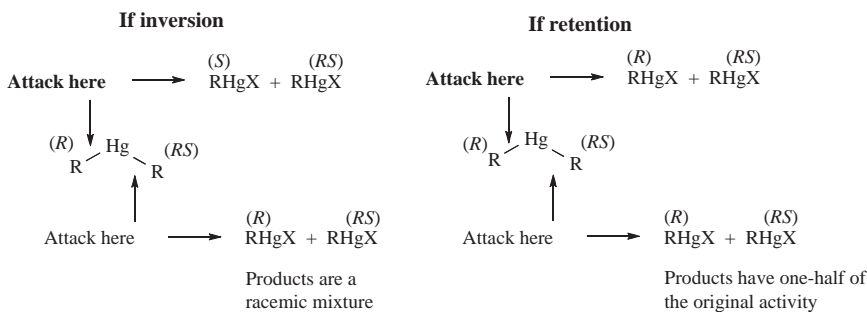 If inversion
(S) (RS)
Attack here RHgX + RHgX
(R) Hg (RS)
R R
Attack here (R) (RS)
RHgX + RHgX
Products are a
racemic mixture
If retention
(R) (RS)
Attack here RHgX + RHgX
(R) Hg (RS)
R R
Attack here (R) (RS)
RHgX + RHgX
Products have one-half of
the original activity